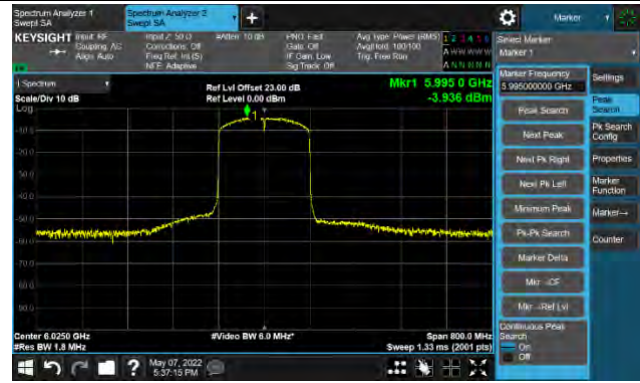 Spectrum Analyzer 1
Swept SA
Spectrum Analyzer 2
Swept SA
+
Marker
KEYSIGHT
Input: RF
Coupling: AC
Align: Auto
Input Z: 50 Ω
Corrections: Off
Freq Ref: Int (S)
NFE: Adaptive
#Atten: 10 dB
PNO: Fast
Gate: Off
IF Gain: Low
Sig Track: Off
Avg Type: Power (RMS)
Avg|Hold: 100/100
Trig: Free Run
1 2 3 4 5 6
A W W W W W
A N N N N N
Select Marker
Marker 1
1 Spectrum
Scale/Div 10 dB
Log
Ref Lvl Offset 23.00 dB
Ref Level 0.00 dBm
Mkr1 5.995 0 GHz
-3.936 dBm
1
-10.0
-20.0
-30.0
-40.0
-50.0
-60.0
-70.0
-80.0
-90.0
Center 6.0250 GHz
#Res BW 1.8 MHz
#Video BW 6.0 MHz*
Span 800.0 MHz
Sweep 1.33 ms (2001 pts)
Marker Frequency
5.995000000 GHz
Peak Search
Next Peak
Next Pk Right
Next Pk Left
Minimum Peak
Pk-Pk Search
Marker Delta
Mkr→CF
Mkr→Ref Lvl
Continuous Peak
Search
On
Off
Settings
Peak
Search
Pk Search
Config
Properties
Marker
Function
Marker→
Counter
?
May 07, 2022
5:37:15 PM